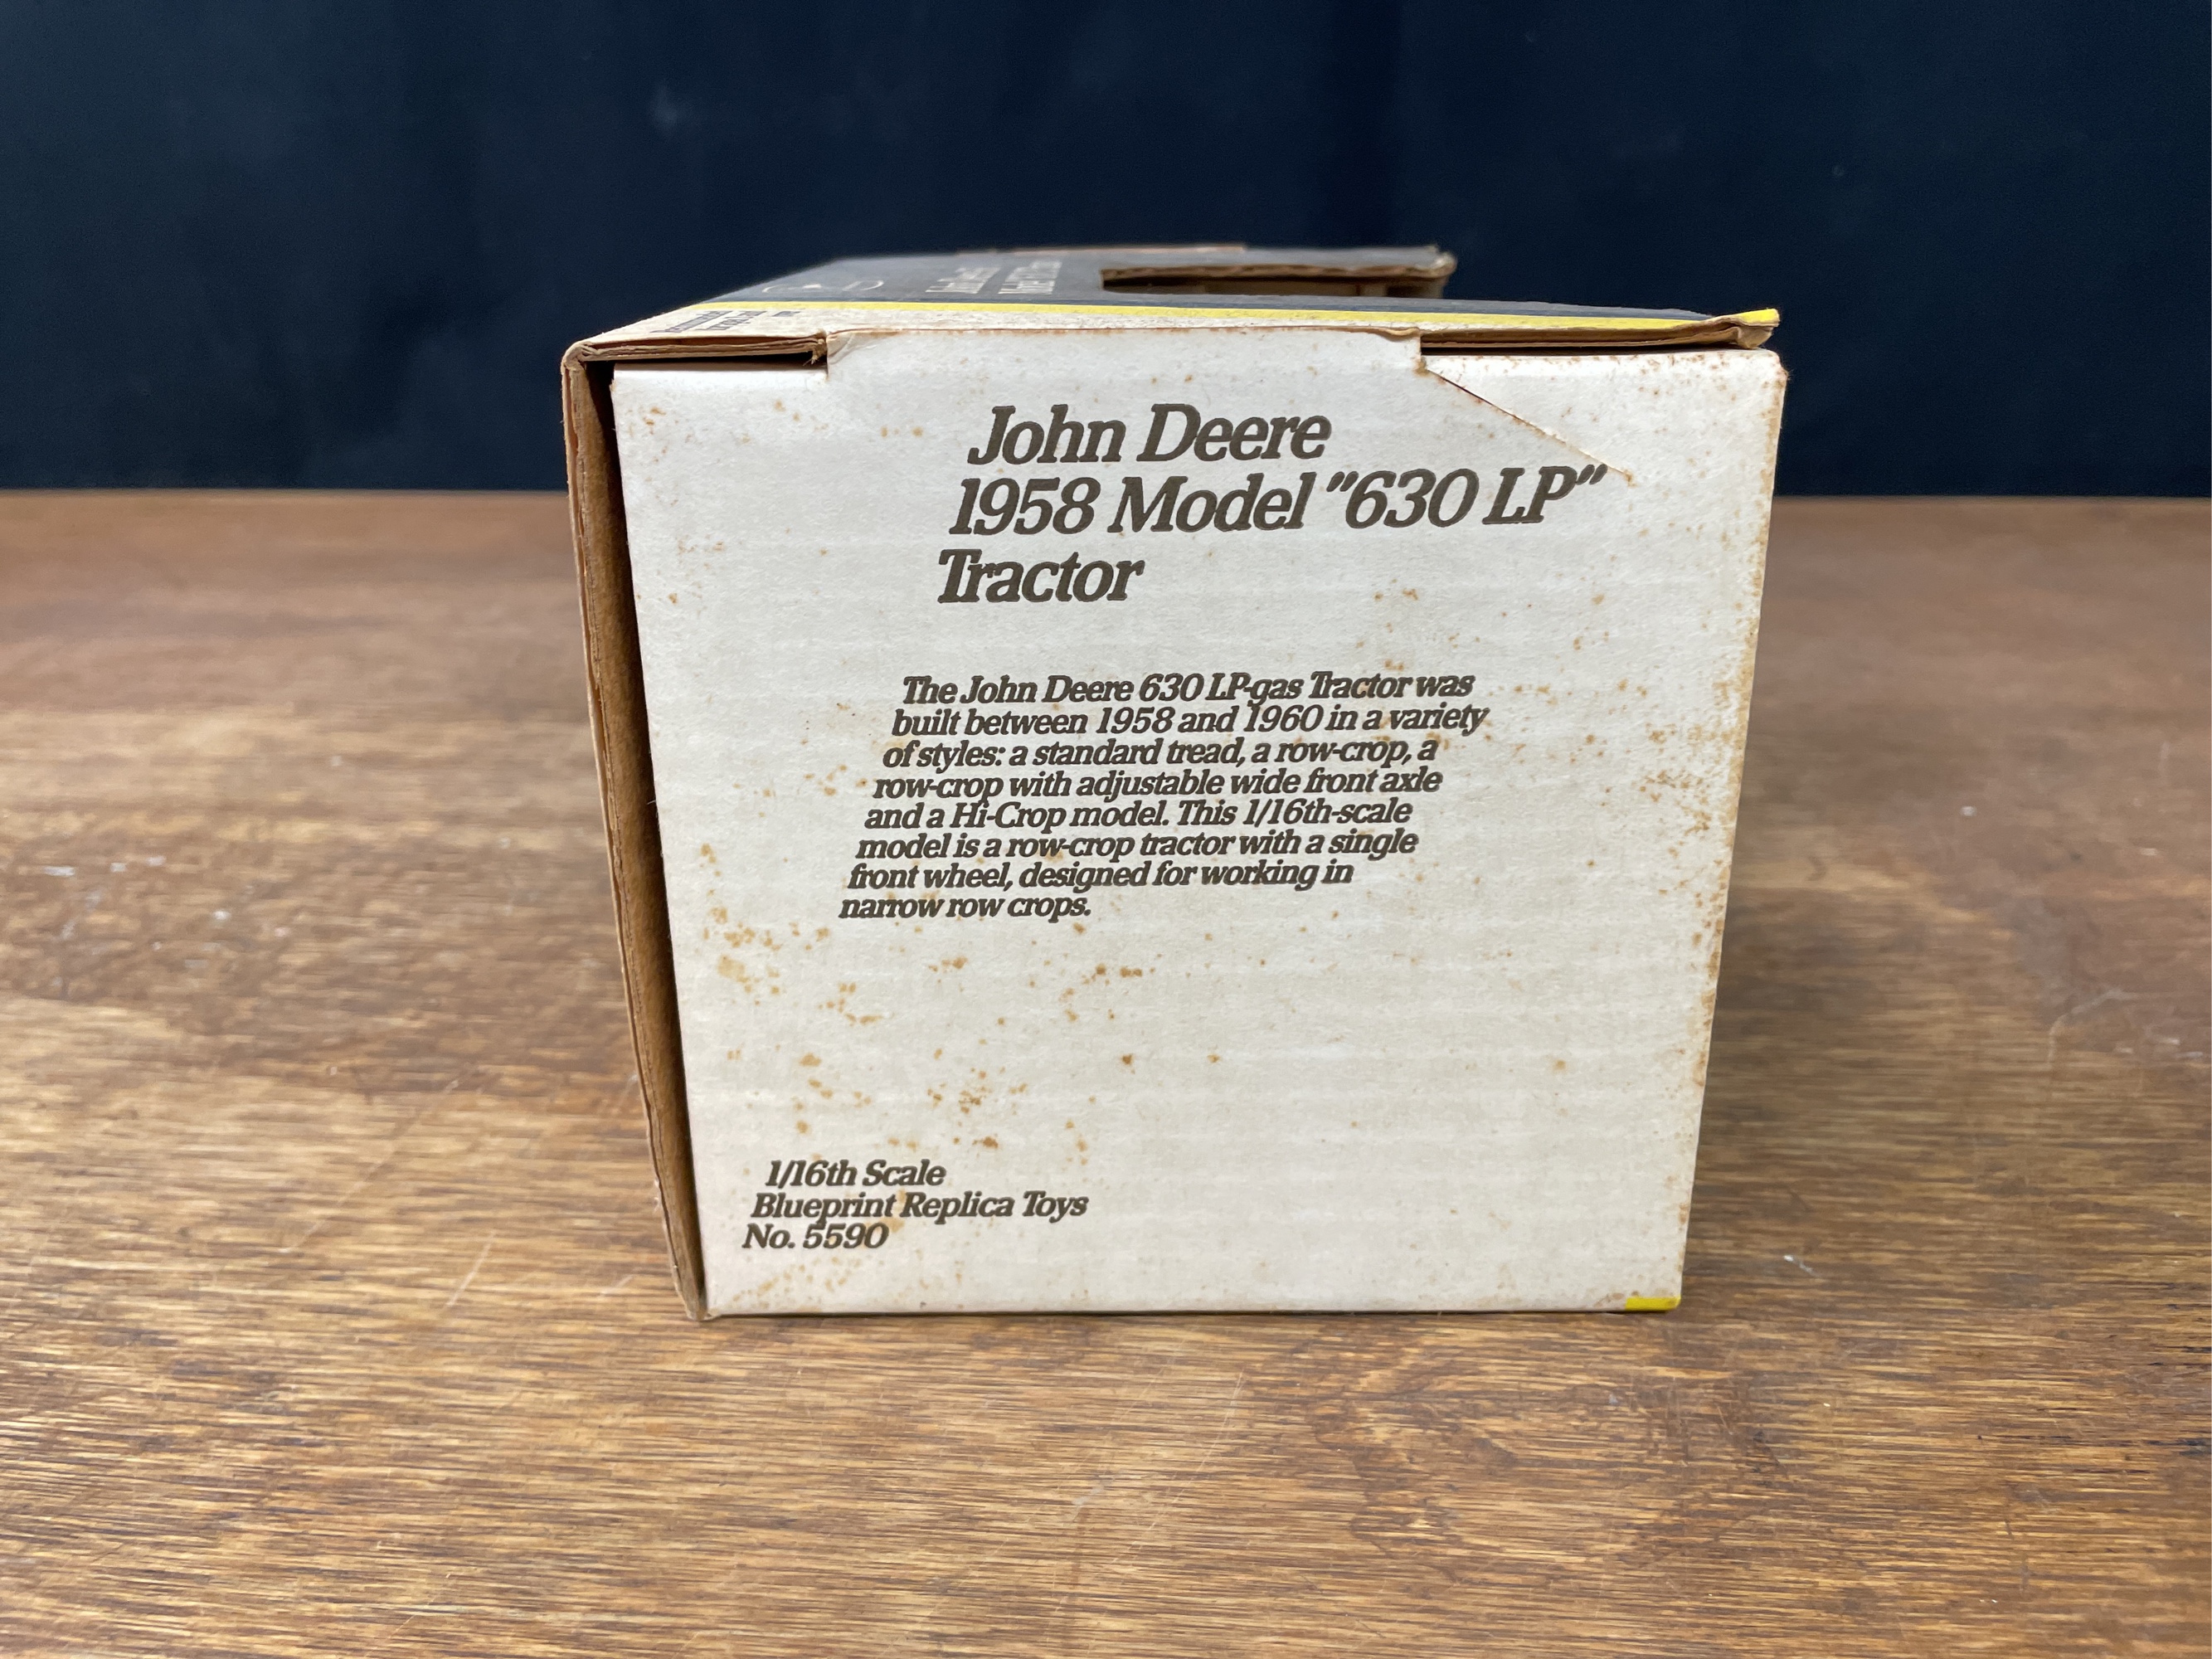 John Deere
1958 Model "630 LP"
Tractor
The John Deere 630 LP-gas Tractor was
built between 1958 and 1960 in a variety
of styles: a standard tread, a row-crop, a
row-crop with adjustable wide front axle
and a Hi-Crop model. This 1/16th-scale
model is a row-crop tractor with a single
front wheel, designed for working in
narrow row crops.
1/16th Scale
Blueprint Replica Toys
No. 5590